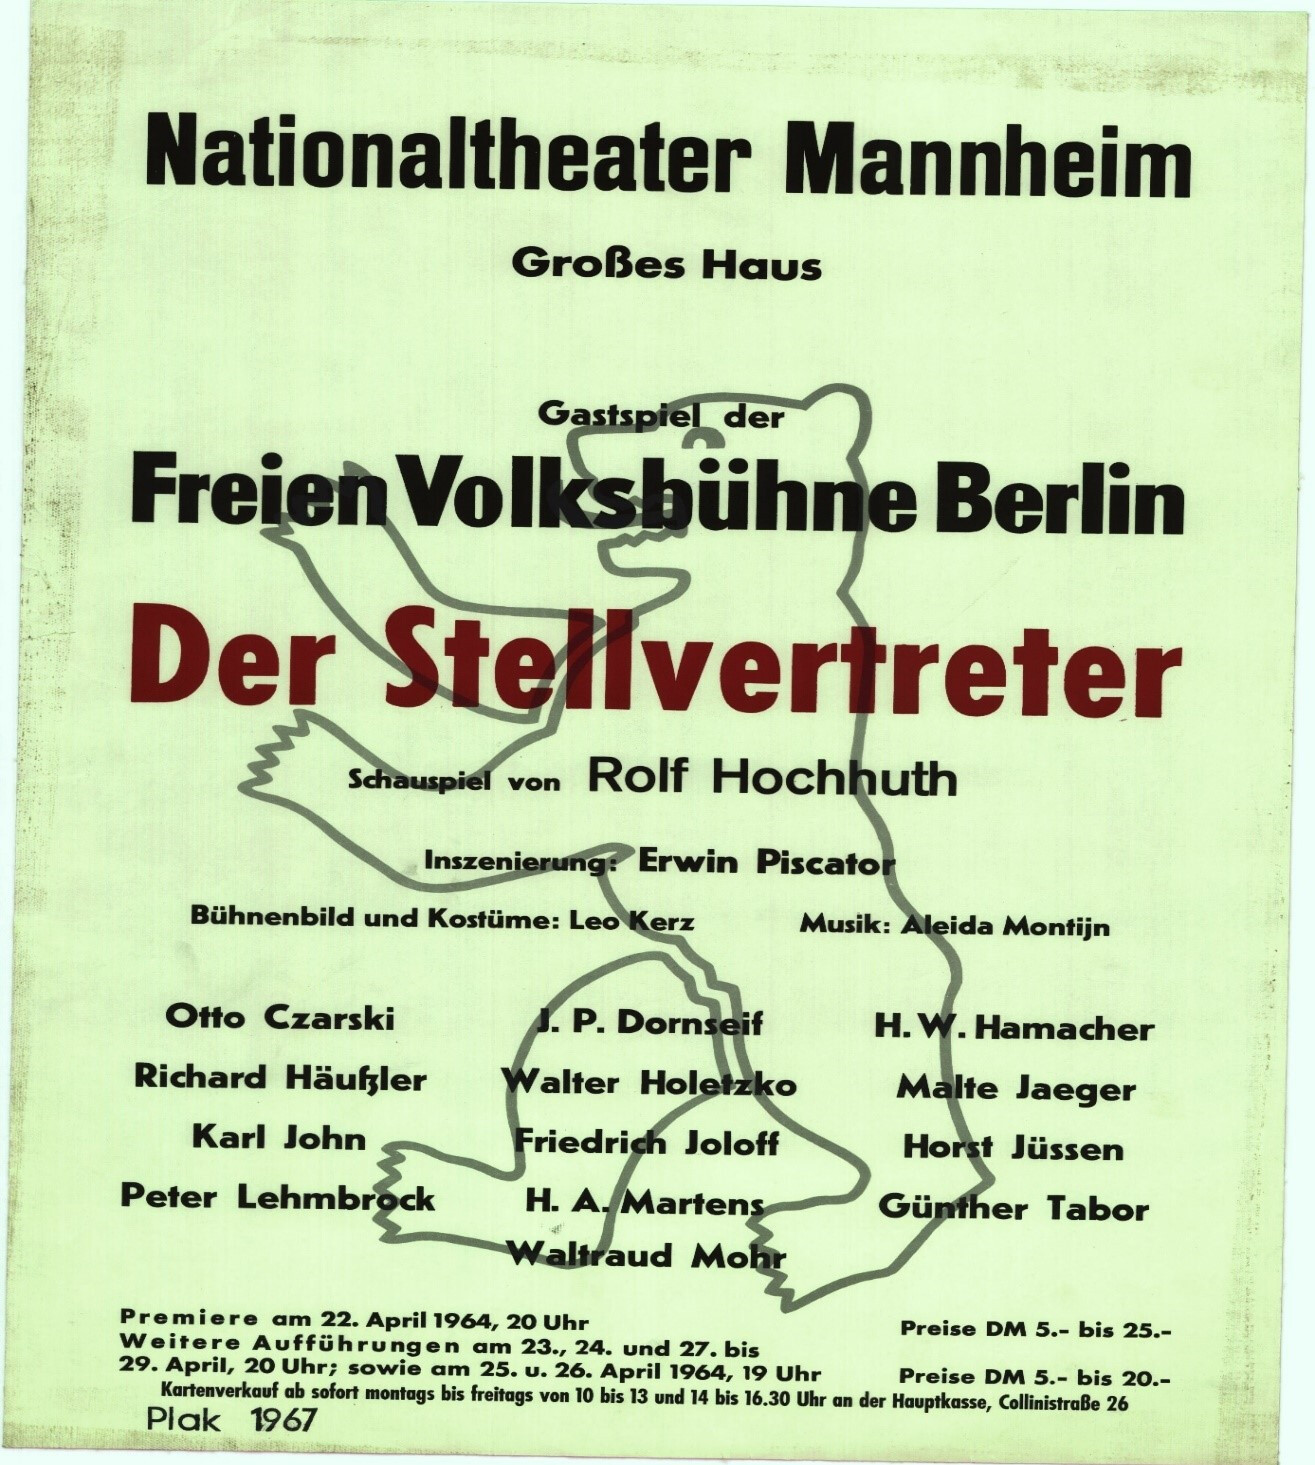 Nationaltheater Mannheim
Großes Haus
Gastspiel der
Freien Volksbühne Berlin
Der Stellvertreter
Schauspiel von Rolf Hochhuth
Inszenierung: Erwin Piscator
Bühnenbild und Kostüme: Leo Kerz Musik: Aleida Montijn
Otto Czarski J. P. Dornseif H. W. Hamacher
Richard Häußler Walter Holetzko Malte Jaeger
Karl John Friedrich Joloff Horst Jüssen
Peter Lehmbrock H. A. Martens Günther Tabor
Waltraud Mohr
Premiere am 22. April 1964, 20 Uhr Preise DM 5.- bis 25.-
Weitere Aufführungen am 23., 24. und 27. bis
29. April, 20 Uhr; sowie am 25. u. 26. April 1964, 19 Uhr Preise DM 5.- bis 20.-
Kartenverkauf ab sofort montags bis freitags von 10 bis 13 und 14 bis 16.30 Uhr an der Hauptkasse, Collinistraße 26
Plak 1967